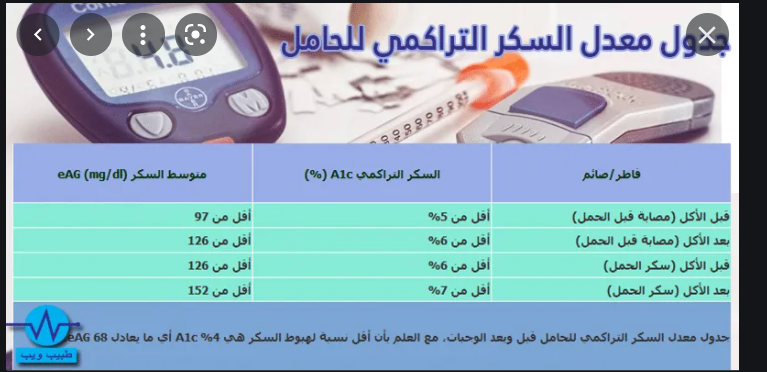 Cont
4.8
جدول معدل السكر التراكمي للحامل
BAYER
فاطر/صائم
السكر التراكمي A1c (%)
متوسط السكر eAG (mg/dl)
قبل الأكل (مصابة قبل الحمل)
أقل من 5%
أقل من 97
بعد الأكل (مصابة قبل الحمل)
أقل من 6%
أقل من 126
قبل الأكل (سكر الحمل)
أقل من 6%
أقل من 126
بعد الأكل (سكر الحمل)
أقل من 7%
أقل من 152
جدول معدل السكر التراكمي للحامل قبل وبعد الوجبات، مع العلم بأن أقل نسبة لهبوط السكر هي 4% A1c أي ما يعادل 68 eAG
طبيب ويب